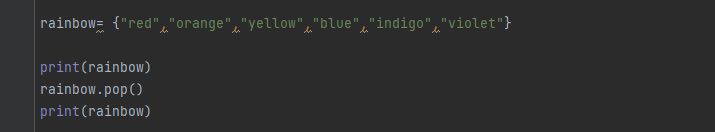 rainbow= {"red","orange","yellow","blue","indigo","violet"}
print(rainbow)
rainbow.pop()
print(rainbow)